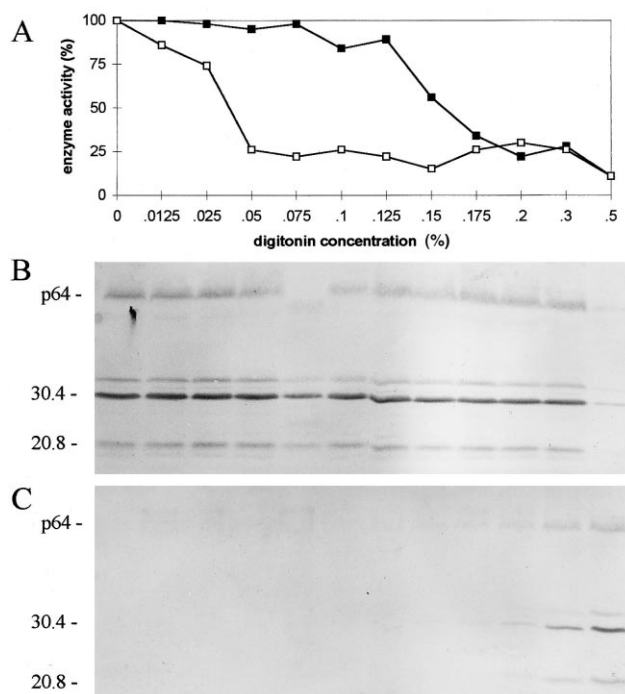 A
100
75
50
25
0
enzyme activity (%)
0 .0125 .025 .05 .075 .1 .125 .15 .175 .2 .3 .5
digitonin concentration (%)
B
p64 -
30.4 -
20.8 -
C
p64 -
30.4 -
20.8 -